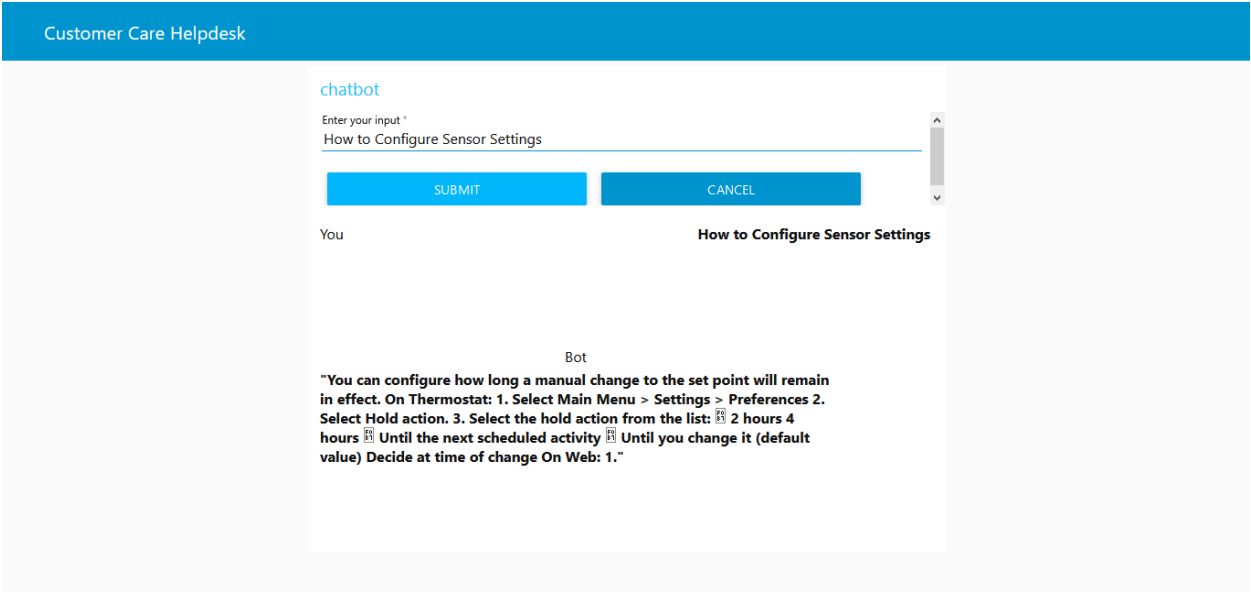 Customer Care Helpdesk
chatbot
Enter your input *
How to Configure Sensor Settings
SUBMIT CANCEL
You How to Configure Sensor Settings
Bot
"You can configure how long a manual change to the set point will remain
in effect. On Thermostat: 1. Select Main Menu > Settings > Preferences 2.
Select Hold action. 3. Select the hold action from the list:  2 hours 4
hours  Until the next scheduled activity  Until you change it (default
value) Decide at time of change On Web: 1."